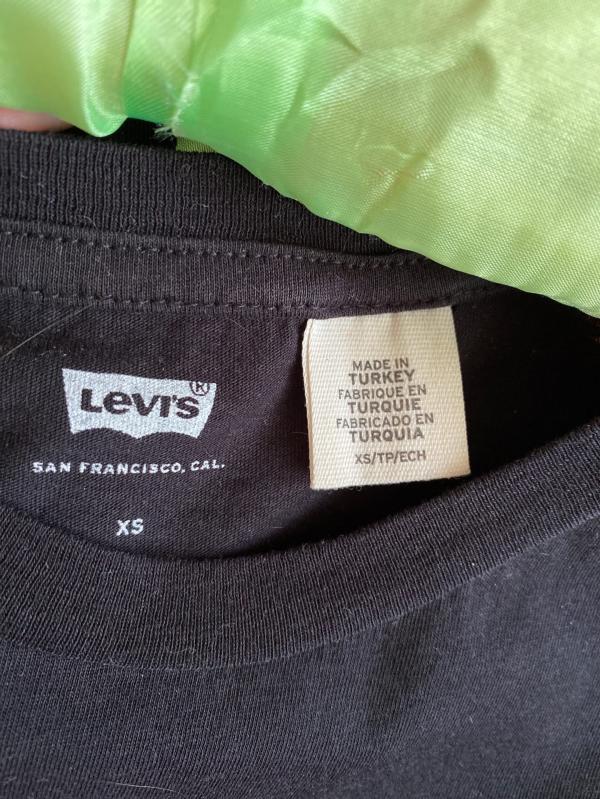 Levi's®
SAN FRANCISCO, CAL.
XS
MADE IN
TURKEY
FABRIQUE EN
TURQUIE
FABRICADO EN
TURQUIA
XS/TP/ECH